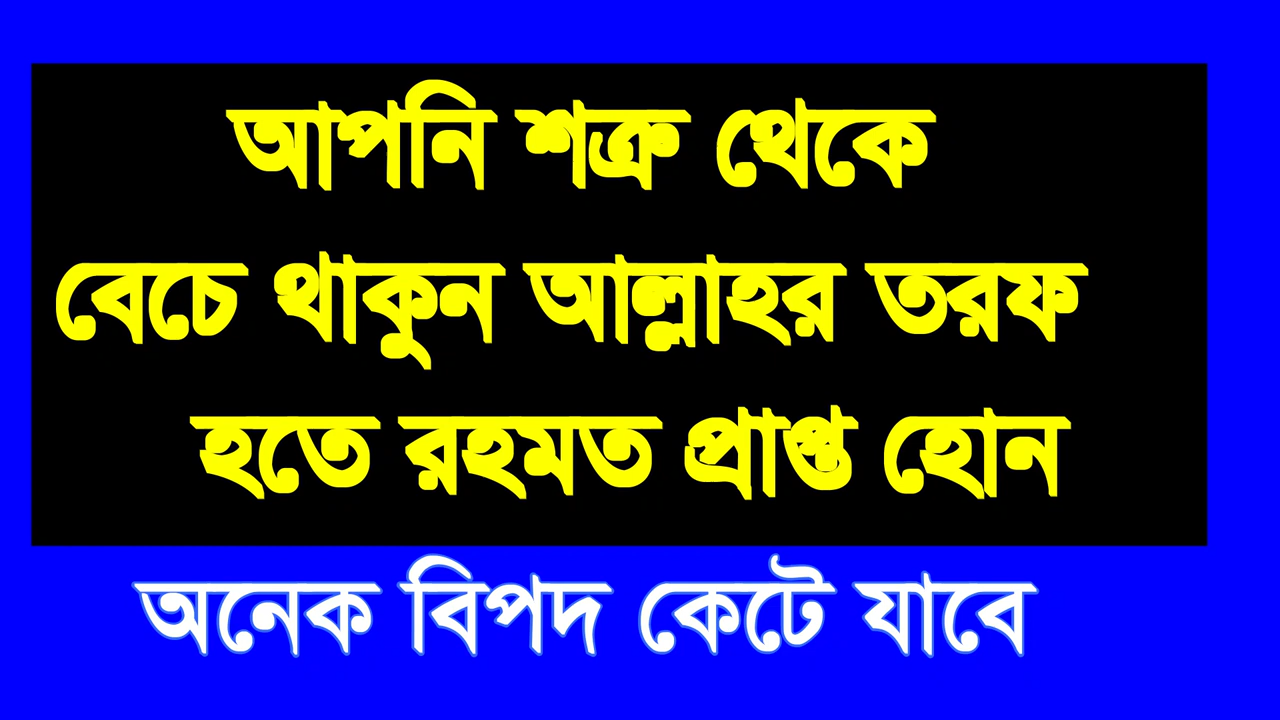 আপনি শত্রু থেকে
বেচে থাকুন আল্লাহর তরফ
হতে রহমত প্রাপ্ত হোন
অনেক বিপদ কেটে যাবে